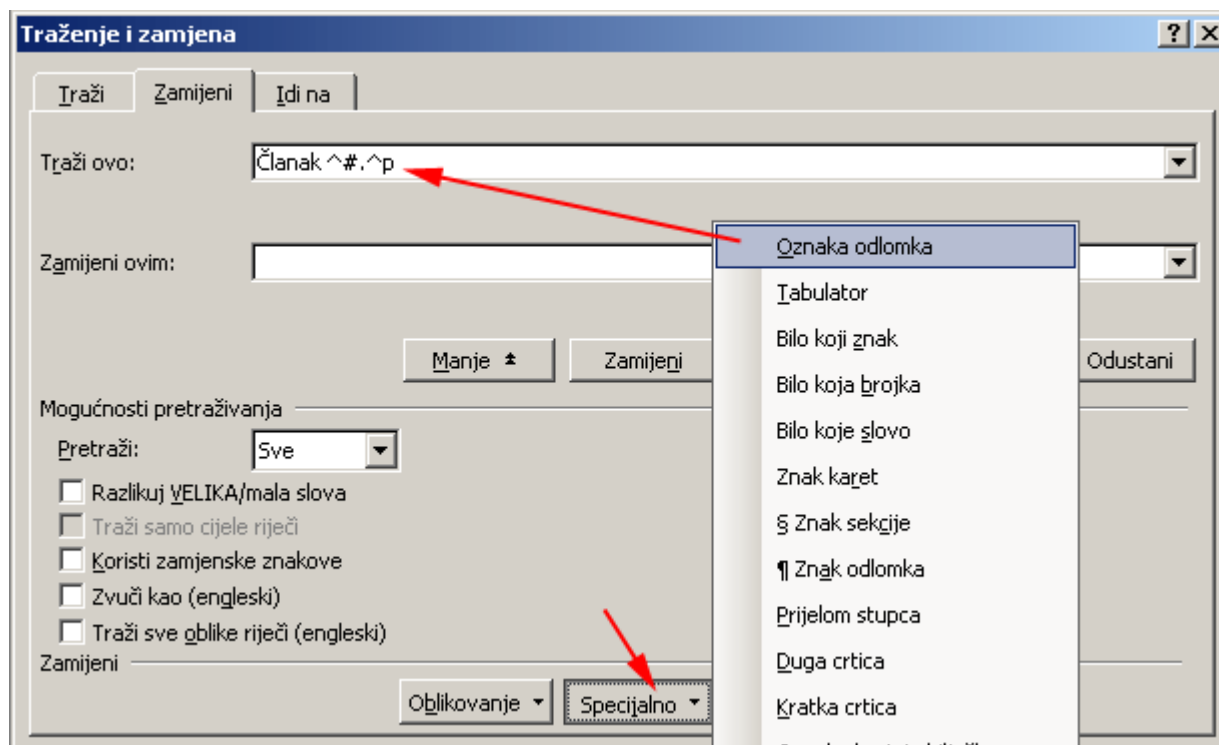 Traženje i zamjena
Traži Zamijeni Idi na
Traži ovo: Članak ^#.^p
Zamijeni ovim:
Manje Zamijeni Odustani
Mogućnosti pretraživanja
Pretraži: Sve
Razlikuj VELIKA/mala slova
Traži samo cijele riječi
Koristi zamjenske znakove
Zvuči kao (engleski)
Traži sve oblike riječi (engleski)
Zamijeni
Oblikovanje Specijalno
Oznaka odlomka
Tabulator
Bilo koji znak
Bilo koja brojka
Bilo koje slovo
Znak karet
§ Znak sekcije
¶ Znak odlomka
Prijelom stupca
Duga crtica
Kratka crtica